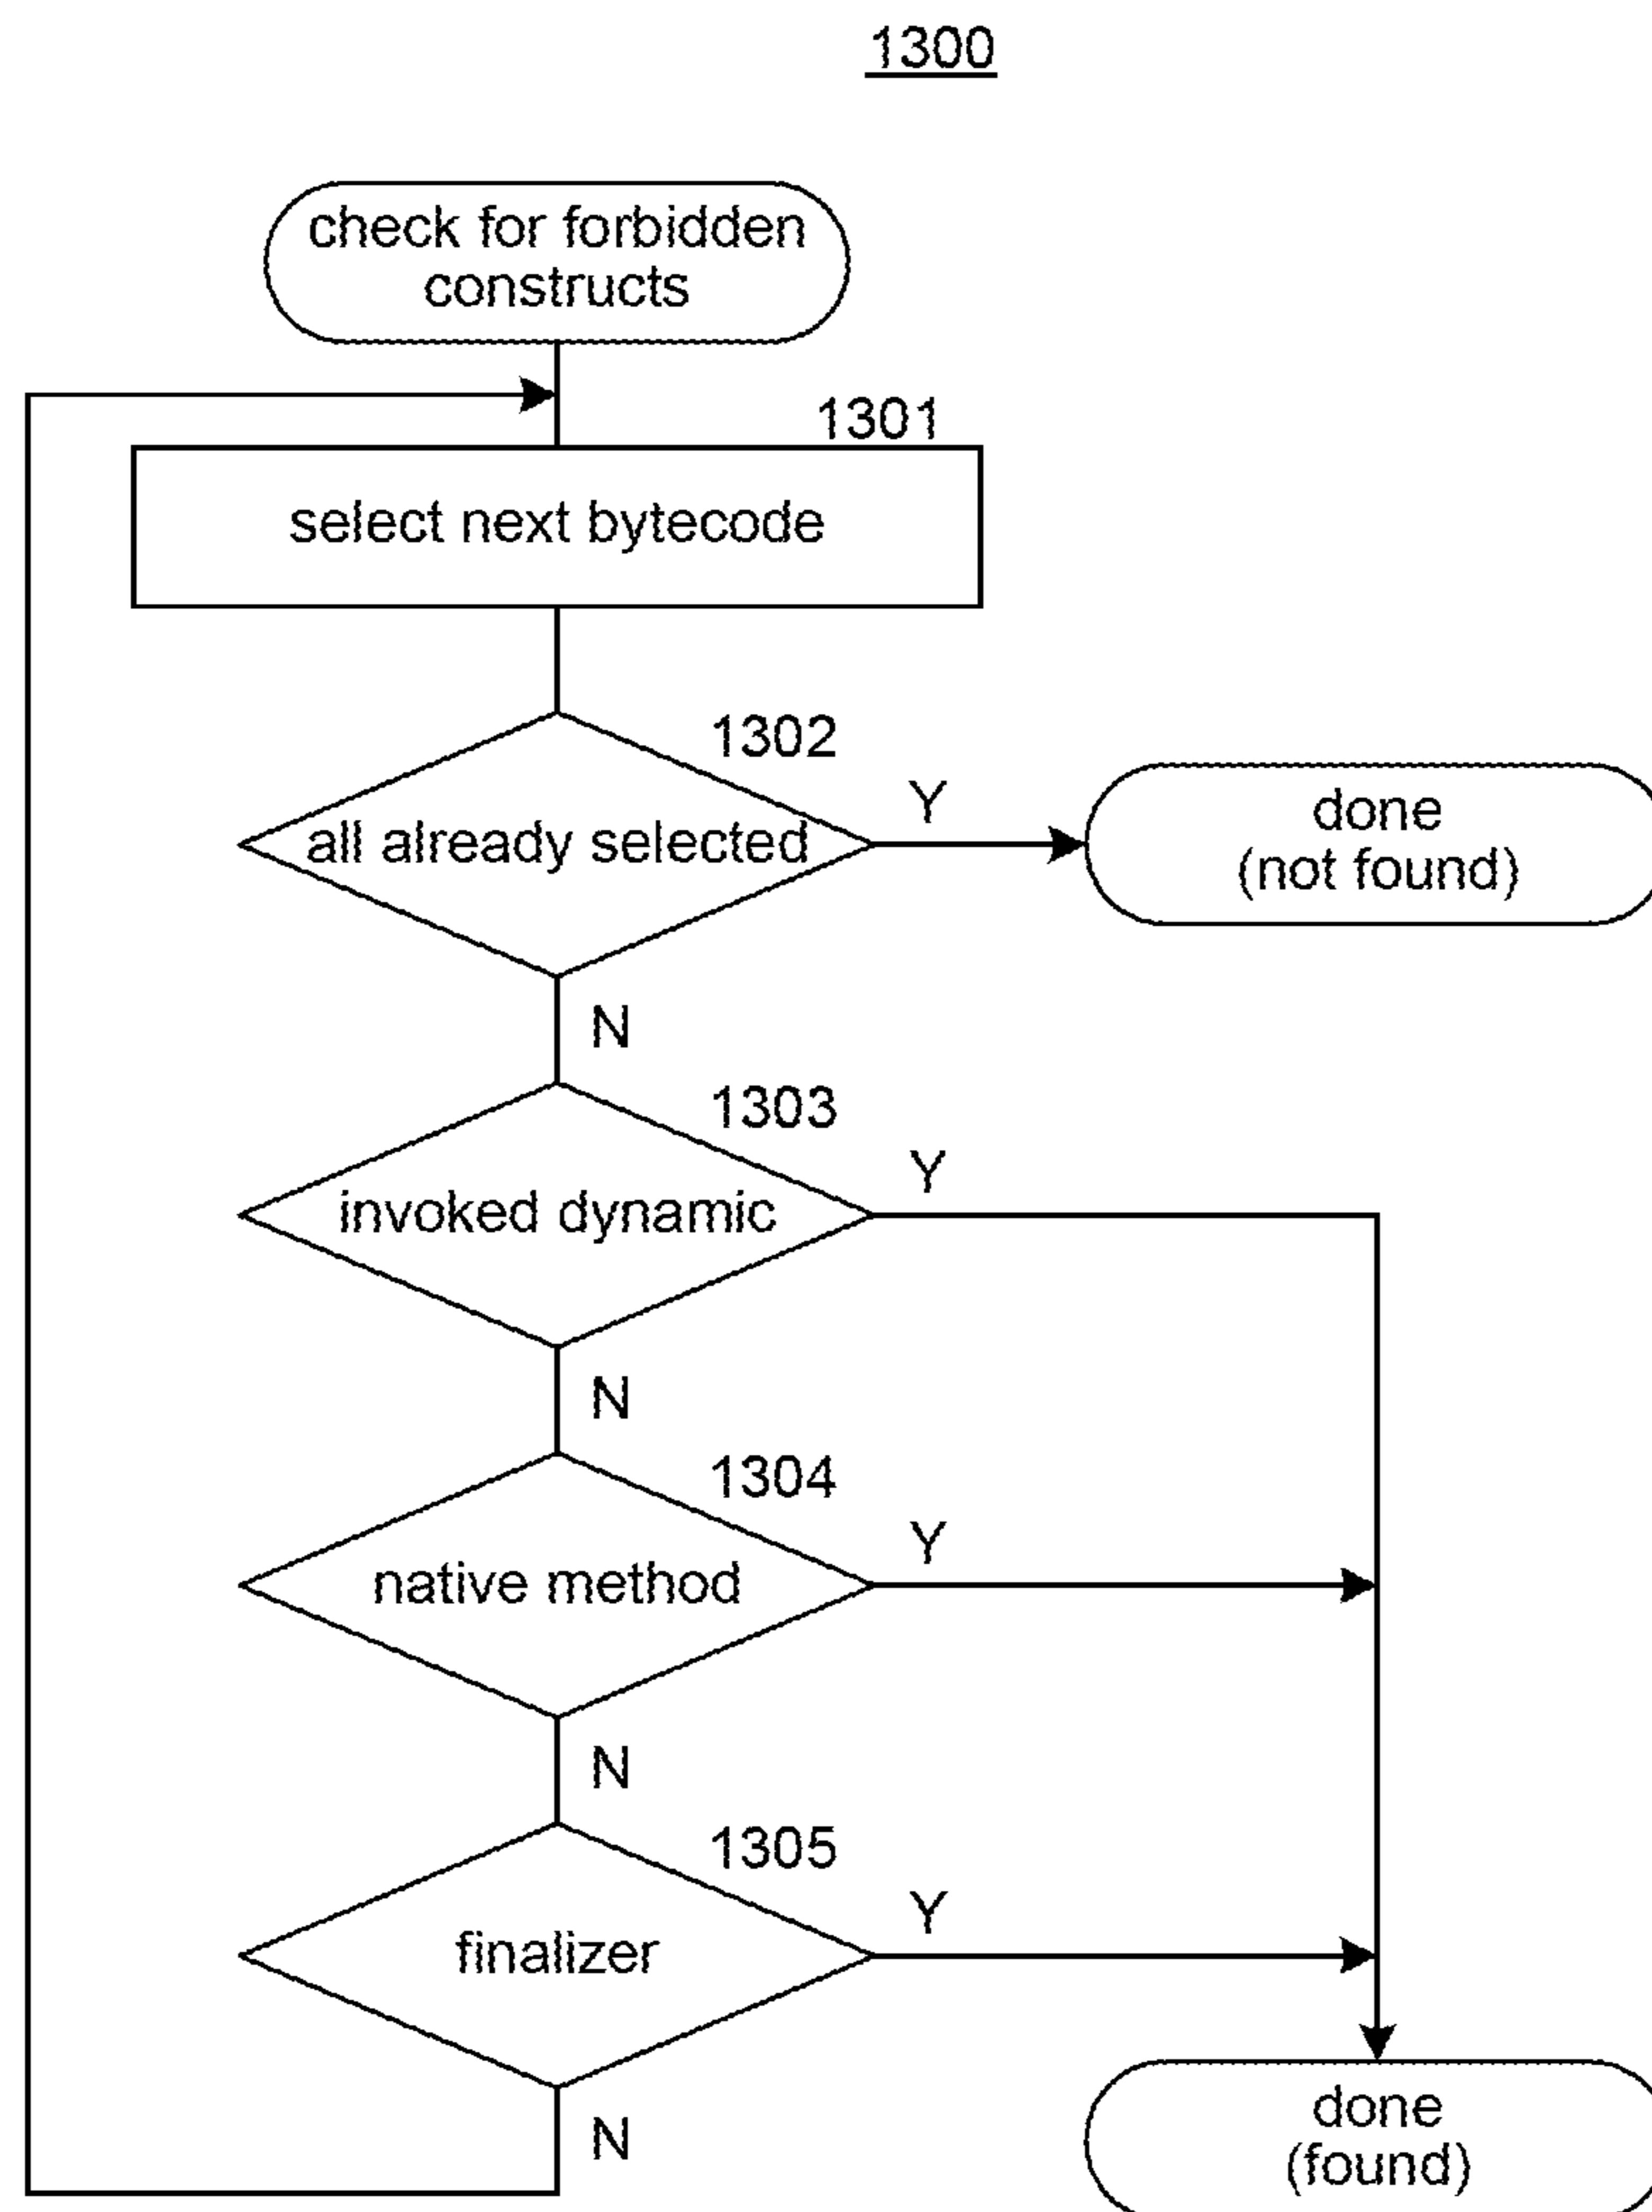 1300
check for forbidden
constructs
1301
select next bytecode
1302
all already selected
Y
done
(not found)
N
1303
invoked dynamic
Y
N
1304
native method
Y
N
1305
finalizer
Y
N
done
(found)